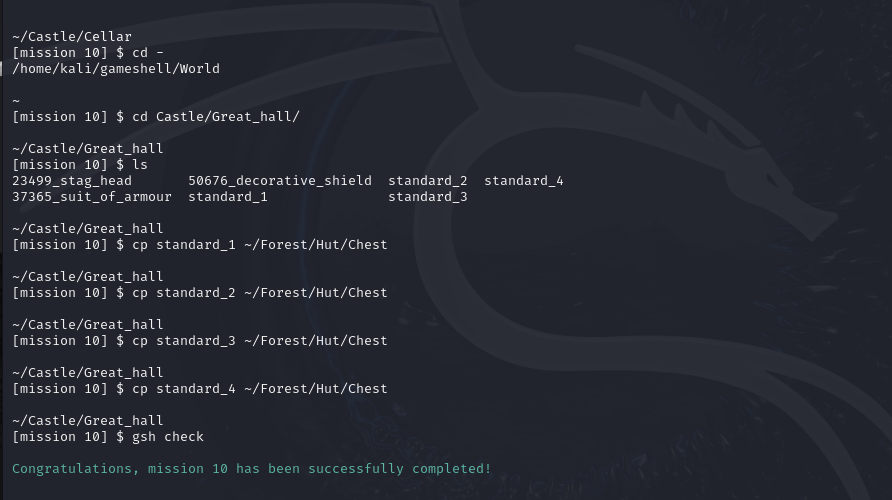 ~/Castle/Cellar
[mission 10] $ cd -
/home/kali/gameshell/World
~
[mission 10] $ cd Castle/Great_hall/
~/Castle/Great_hall
[mission 10] $ ls
23499_stag_head       50676_decorative_shield  standard_2  standard_4
37365_suit_of_armour  standard_1               standard_3
~/Castle/Great_hall
[mission 10] $ cp standard_1 ~/Forest/Hut/Chest
~/Castle/Great_hall
[mission 10] $ cp standard_2 ~/Forest/Hut/Chest
~/Castle/Great_hall
[mission 10] $ cp standard_3 ~/Forest/Hut/Chest
~/Castle/Great_hall
[mission 10] $ cp standard_4 ~/Forest/Hut/Chest
~/Castle/Great_hall
[mission 10] $ gsh check
Congratulations, mission 10 has been successfully completed!